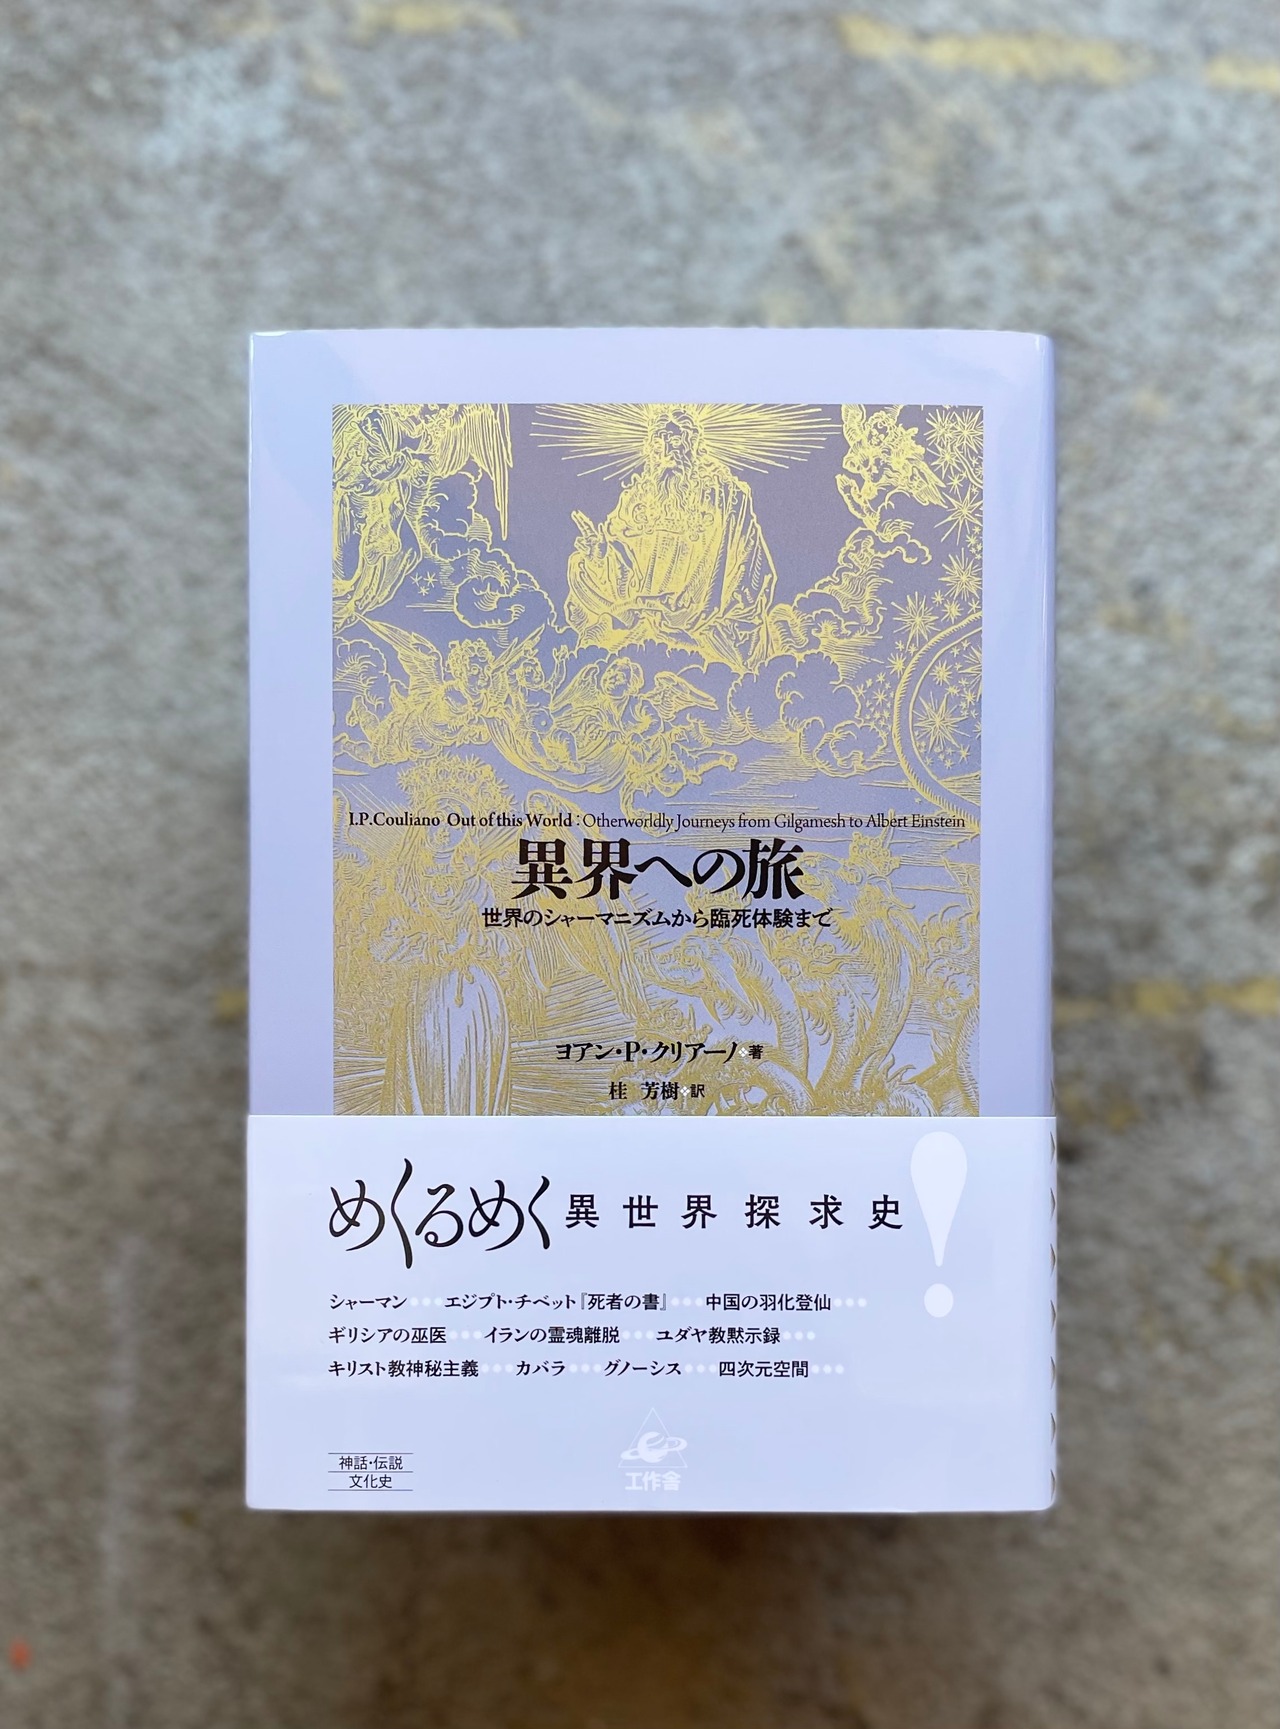 I.P.Couliano Out of this World : Otherworldly Journeys from Gilgamesh to Albert Einstein
異界への旅
世界のシャーマニズムから臨死体験まで
ヨアン・P・クリアーノ◆著
桂 芳樹◆訳
めくるめく異世界探求史!
シャーマン●●●エジプト・チベット『死者の書』●●●中国の羽化登仙●●●
ギリシアの巫医●●●イランの霊魂離脱●●●ユダヤ教黙示録●●●
キリスト教神秘主義●●●カバラ●●●グノーシス●●●四次元空間●●●
神話・伝説
文化史
工作舎